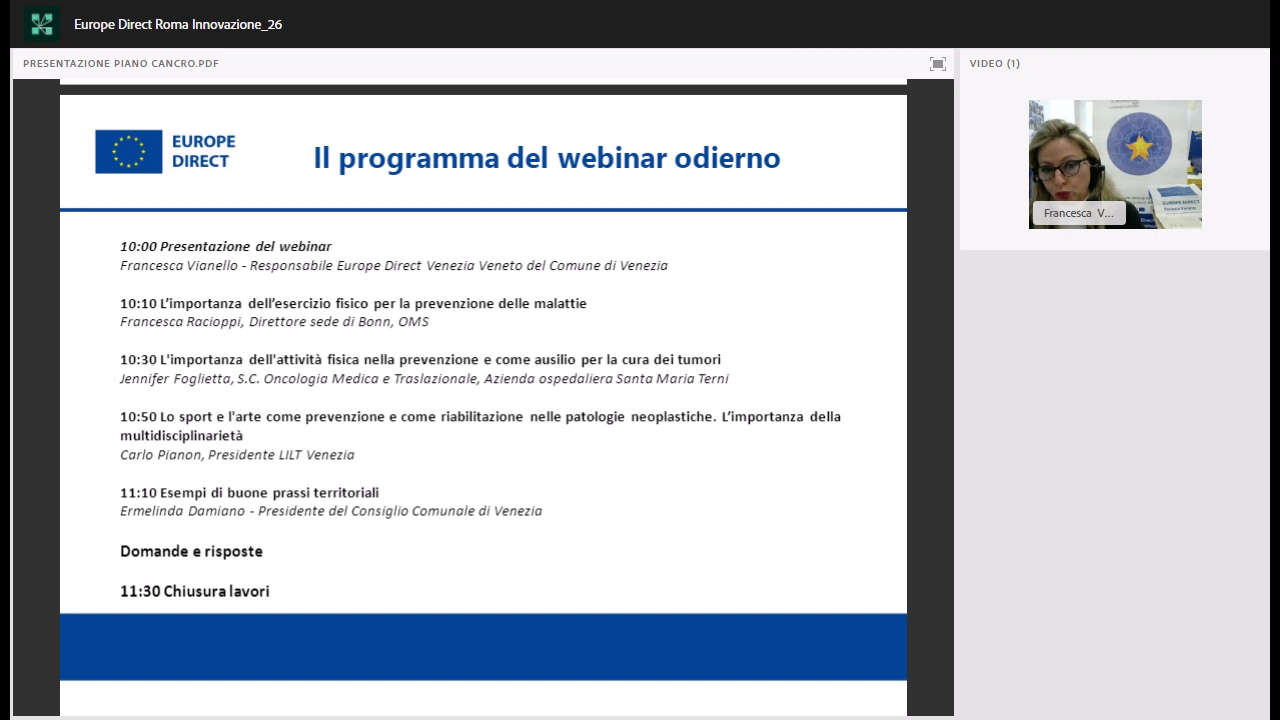 Europe Direct Roma Innovazione_26
PRESENTAZIONE PIANO CANCRO.PDF
VIDEO (1)
EUROPE
DIRECT
Il programma del webinar odierno
10:00 Presentazione del webinar
Francesca Vianello - Responsabile Europe Direct Venezia Veneto del Comune di Venezia
10:10 L’importanza dell’esercizio fisico per la prevenzione delle malattie
Francesca Racioppi, Direttore sede di Bonn, OMS
10:30 L'importanza dell'attività fisica nella prevenzione e come ausilio per la cura dei tumori
Jennifer Foglietta, S.C. Oncologia Medica e Traslazionale, Azienda ospedaliera Santa Maria Terni
10:50 Lo sport e l'arte come prevenzione e come riabilitazione nelle patologie neoplastiche. L’importanza della
multidisciplinarietà
Carlo Pianon, Presidente LILT Venezia
11:10 Esempi di buone prassi territoriali
Ermelinda Damiano - Presidente del Consiglio Comunale di Venezia
Domande e risposte
11:30 Chiusura lavori
Francesca V...
EUROPE DIRECT